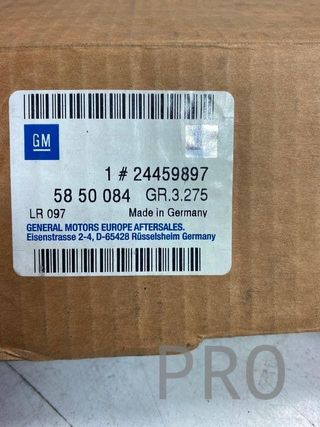 GM
1 # 24459897
58 50 084 GR.3.275
LR 097 Made in Germany
GENERAL MOTORS EUROPE AFTERSALES.
Eisenstrasse 2-4, D-65428 Rüsselsheim Germany
PRO